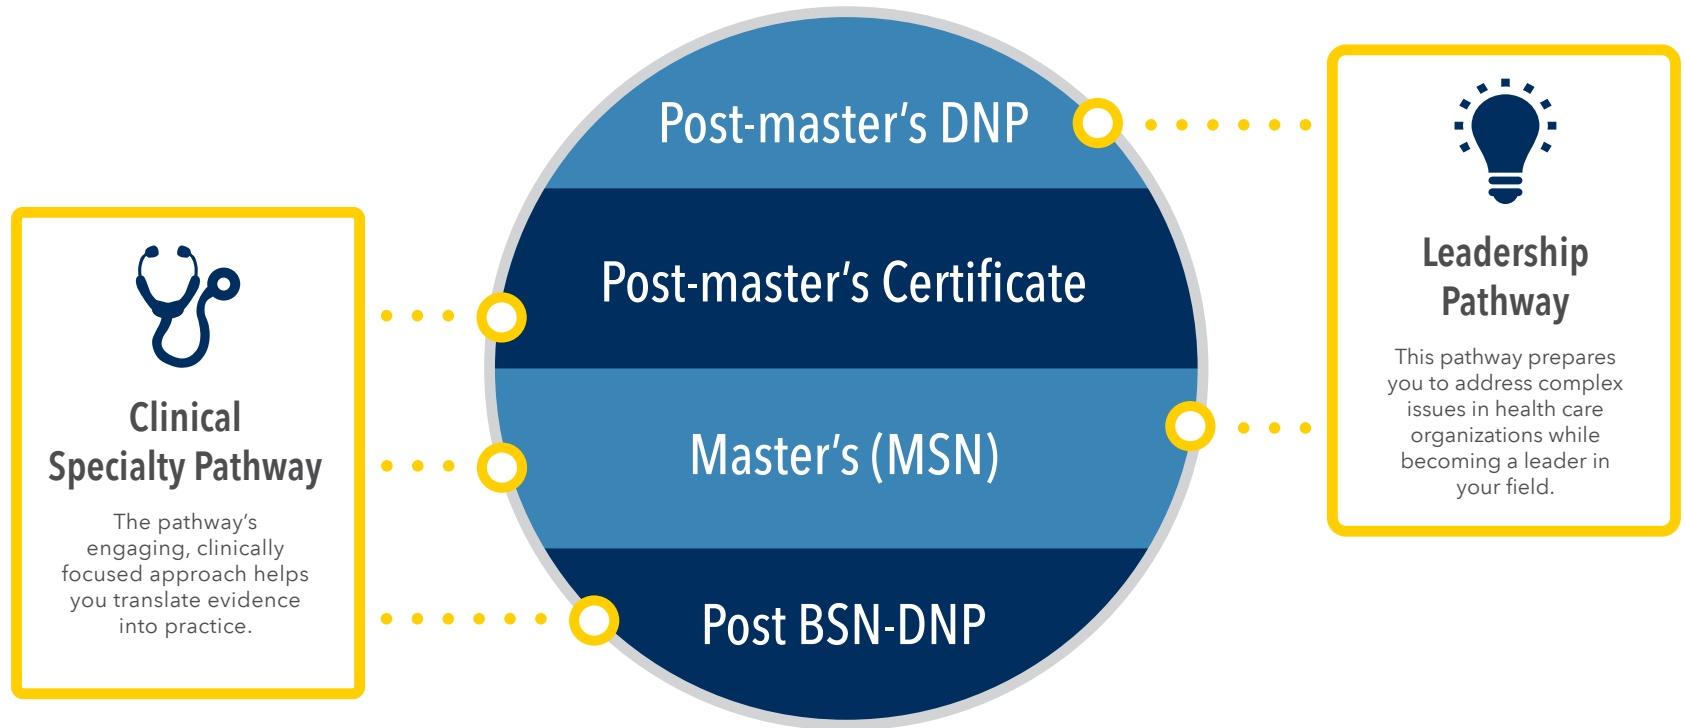 Post-master's DNP
Post-master's Certificate
Master's (MSN)
Post BSN-DNP
Clinical
Specialty Pathway
The pathway's
engaging, clinically
focused approach helps
you translate evidence
into practice.
Leadership
Pathway
This pathway prepares
you to address complex
issues in health care
organizations while
becoming a leader in
your field.